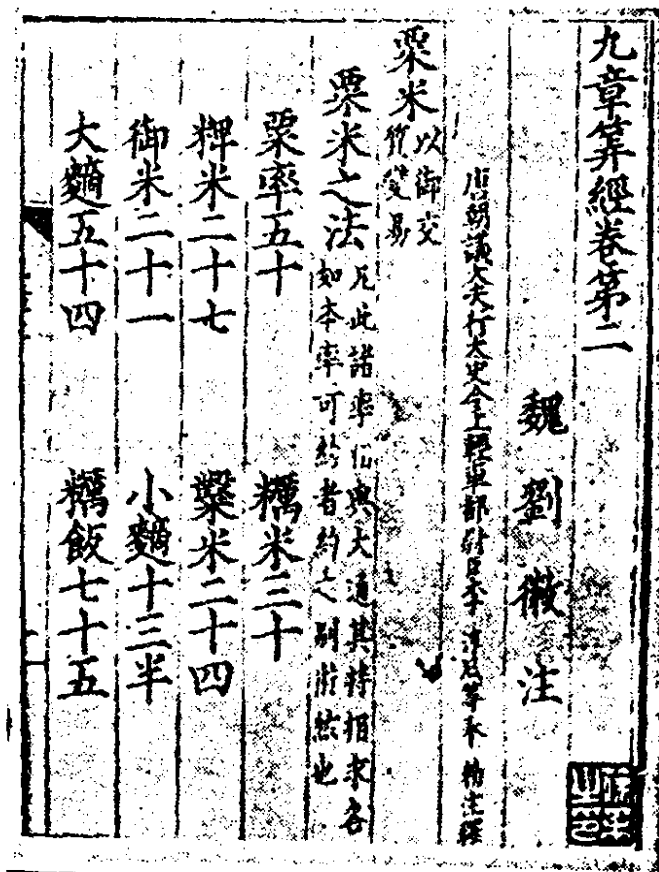 九章筭經卷第二
魏劉徽注
唐朝議大夫行太史令上輕車都尉臣李淳風等奉 勑注釋
粟米以御交質變易
粟米之法凡此諸率相與大通其特相求各如本率可約者約之別術然也
粟率五十 糲米三十
粺米二十七 糳米二十四
御米二十一 小䵂十三半
大䵂五十四 糲飯七十五